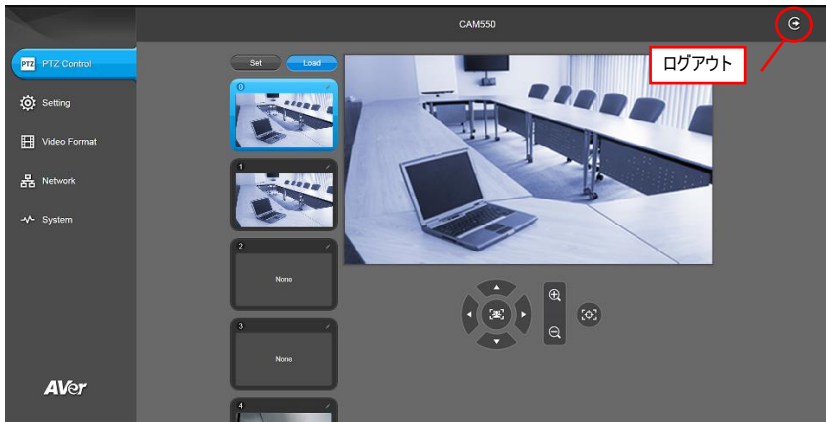 CAM550
ログアウト
PTZ PTZ Control
Setting
Video Format
Network
System
AVer
Set Load
0
1
2
None
3
None
4